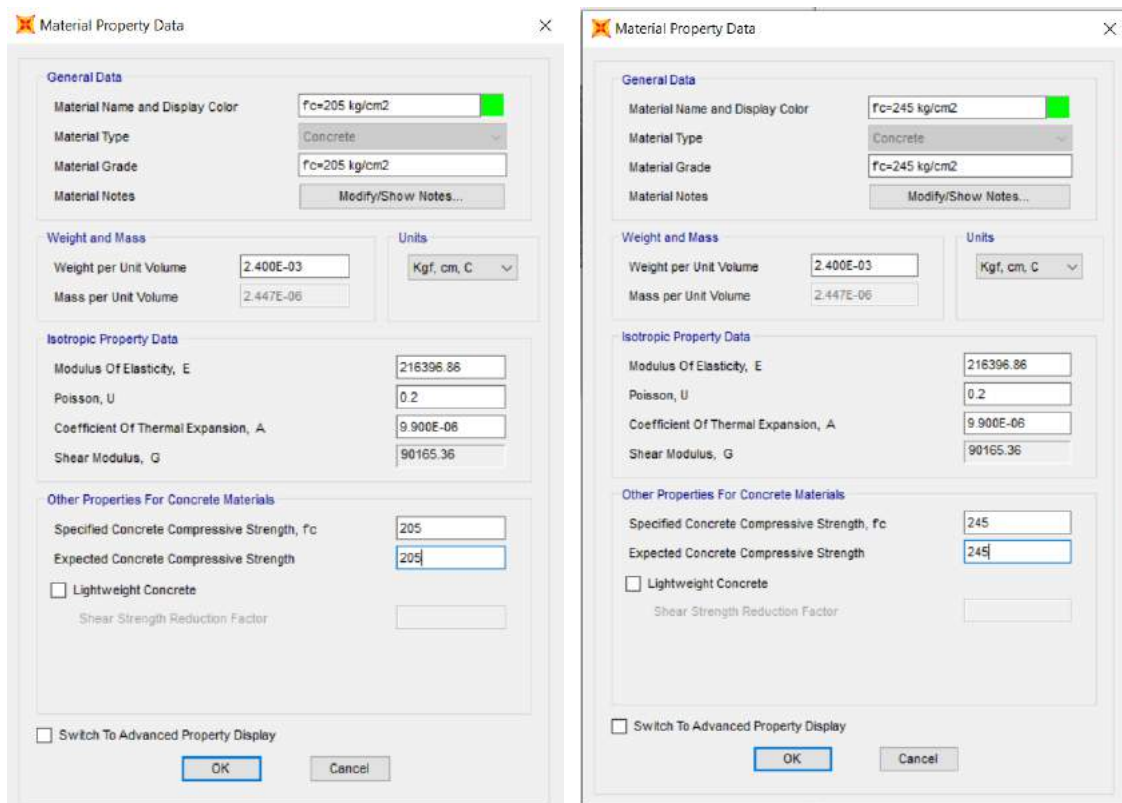 Material Property Data
General Data
Material Name and Display Color f'c=205 kg/cm2
Material Type Concrete
Material Grade f'c=205 kg/cm2
Material Notes Modify/Show Notes...
Weight and Mass Units
Weight per Unit Volume 2.400E-03 Kgf, cm, C
Mass per Unit Volume 2.447E-06
Isotropic Property Data
Modulus Of Elasticity, E 216396.86
Poisson, U 0.2
Coefficient Of Thermal Expansion, A 9.900E-06
Shear Modulus, G 90165.36
Other Properties For Concrete Materials
Specified Concrete Compressive Strength, f'c 205
Expected Concrete Compressive Strength 205
Lightweight Concrete
Shear Strength Reduction Factor
Switch To Advanced Property Display
OK Cancel
Material Property Data
General Data
Material Name and Display Color f'c=245 kg/cm2
Material Type Concrete
Material Grade f'c=245 kg/cm2
Material Notes Modify/Show Notes...
Weight and Mass Units
Weight per Unit Volume 2.400E-03 Kgf, cm, C
Mass per Unit Volume 2.447E-06
Isotropic Property Data
Modulus Of Elasticity, E 216396.86
Poisson, U 0.2
Coefficient Of Thermal Expansion, A 9.900E-06
Shear Modulus, G 90165.36
Other Properties For Concrete Materials
Specified Concrete Compressive Strength, f'c 245
Expected Concrete Compressive Strength 245
Lightweight Concrete
Shear Strength Reduction Factor
Switch To Advanced Property Display
OK Cancel